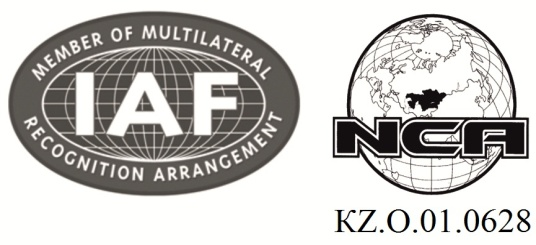 MEMBER OF MULTILATERAL
IAF
RECOGNITION ARRANGEMENT
NCA
KZ.O.01.0628